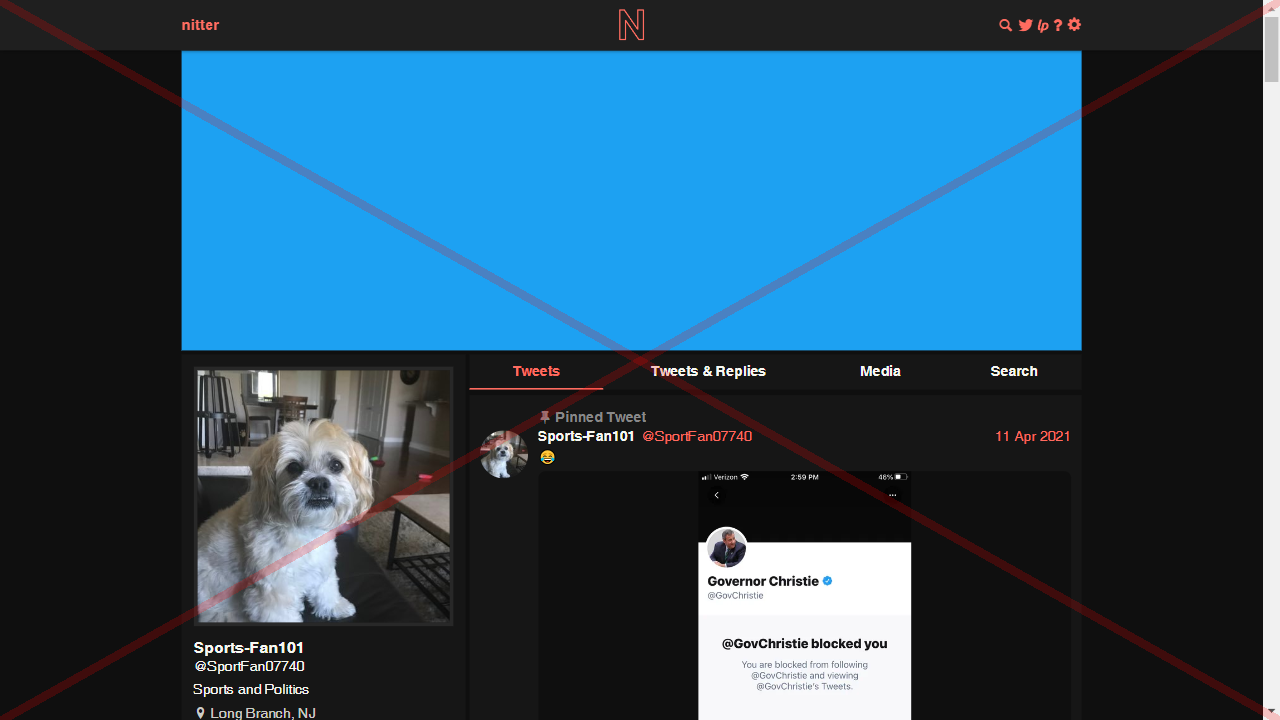 nitter
N
lp ?
Tweets Tweets & Replies Media Search
Pinned Tweet
Sports-Fan101 @SportFan07740 11 Apr 2021
Verizon 2:59 PM 46%
Governor Christie
@GovChristie
@GovChristie blocked you
You are blocked from following
@GovChristie and viewing
@GovChristie's Tweets.
Sports-Fan101
@SportFan07740
Sports and Politics
Long Branch, NJ